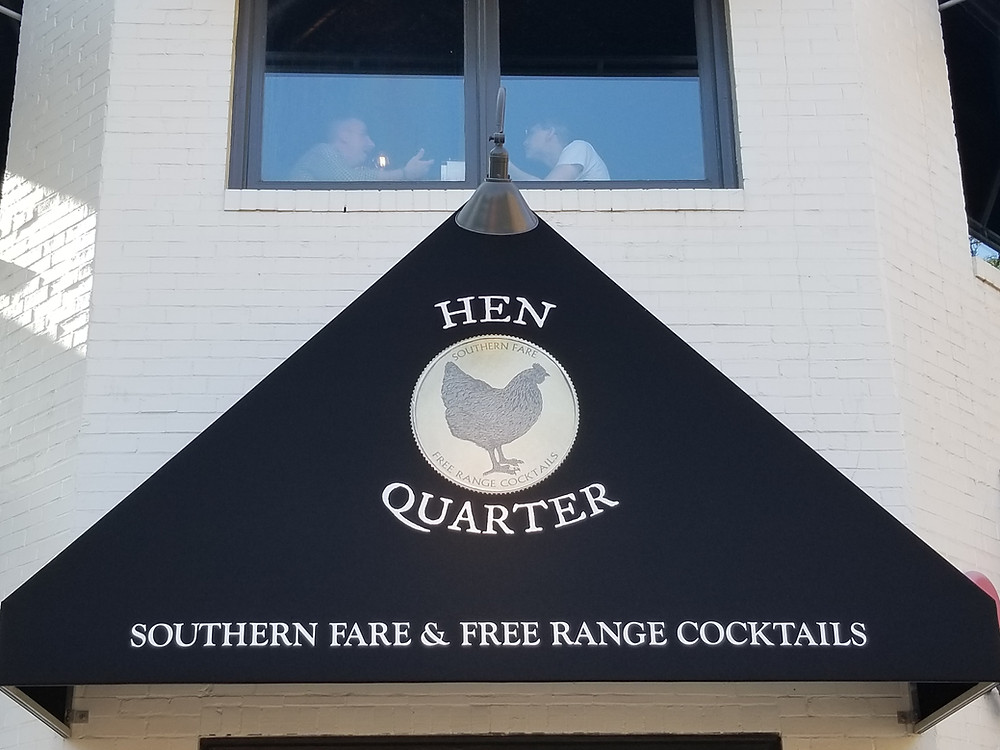 HEN
SOUTHERN FARE
FREE RANGE COCKTAILS
QUARTER
SOUTHERN FARE & FREE RANGE COCKTAILS